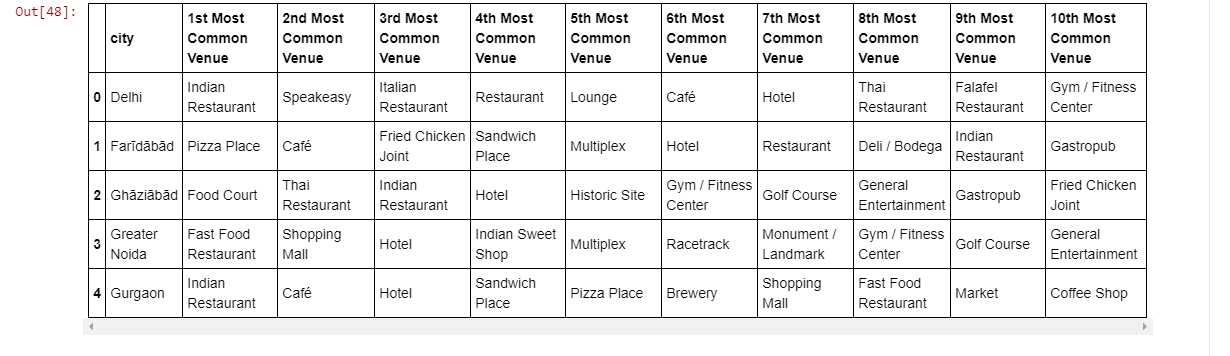 Out[48]:
city 1st Most Common Venue 2nd Most Common Venue 3rd Most Common Venue 4th Most Common Venue 5th Most Common Venue 6th Most Common Venue 7th Most Common Venue 8th Most Common Venue 9th Most Common Venue 10th Most Common Venue
0 Delhi Indian Restaurant Speakeasy Italian Restaurant Restaurant Lounge Café Hotel Thai Restaurant Falafel Restaurant Gym / Fitness Center
1 Farīdābād Pizza Place Café Fried Chicken Joint Sandwich Place Multiplex Hotel Restaurant Deli / Bodega Indian Restaurant Gastropub
2 Ghāziābād Food Court Thai Restaurant Indian Restaurant Hotel Historic Site Gym / Fitness Center Golf Course General Entertainment Gastropub Fried Chicken Joint
3 Greater Noida Fast Food Restaurant Shopping Mall Hotel Indian Sweet Shop Multiplex Racetrack Monument / Landmark Gym / Fitness Center Golf Course General Entertainment
4 Gurgaon Indian Restaurant Café Hotel Sandwich Place Pizza Place Brewery Shopping Mall Fast Food Restaurant Market Coffee Shop